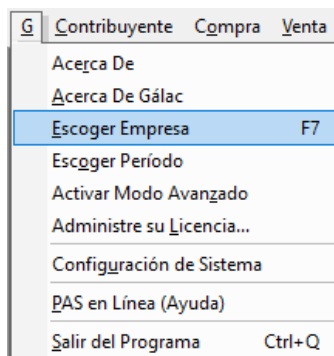 G Contribuyente Compra Venta
Acerca De
Acerca De Gálac
Escoger Empresa F7
Escoger Período
Activar Modo Avanzado
Administre su Licencia...
Configuración de Sistema
PAS en Línea (Ayuda)
Salir del Programa Ctrl+Q